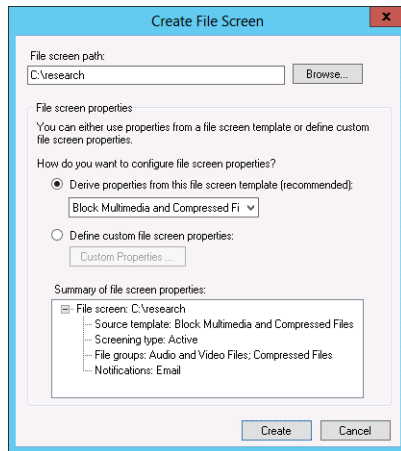 Create File Screen
x
File screen path:
C:\research
Browse...
File screen properties
You can either use properties from a file screen template or define custom
file screen properties.
How do you want to configure file screen properties?
Derive properties from this file screen template (recommended):
Block Multimedia and Compressed Fi
Define custom file screen properties:
Custom Properties ...
Summary of file screen properties:
File screen: C:\research
Source template: Block Multimedia and Compressed Files
Screening type: Active
File groups: Audio and Video Files; Compressed Files
Notifications: Email
Create
Cancel